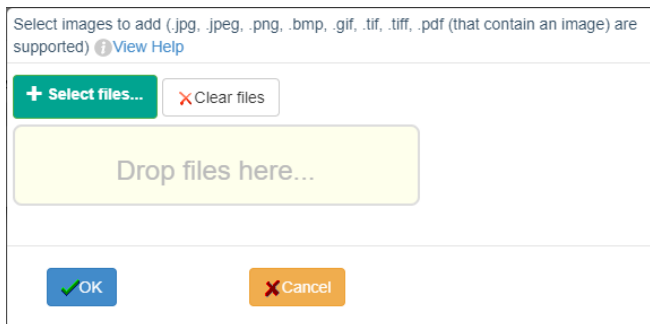 Select images to add (.jpg, .jpeg, .png, .bmp, .gif, .tif, .tiff, .pdf (that contain an image) are
supported) i View Help
+ Select files...
Clear files
Drop files here...
OK
Cancel